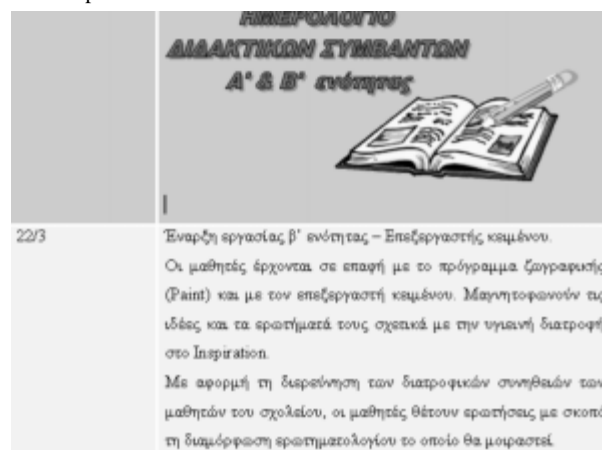 ΗΜΕΡΟΛΟΓΙΟ
ΔΙΔΑΚΤΙΚΩΝ ΣΥΜΒΑΝΤΩΝ
Α' & Β' ενότητας
22/3
Έναρξη εργασίας β' ενότητας – Επεξεργαστής κειμένου.
Οι μαθητές έρχονται σε επαφή με το πρόγραμμα ζωγραφικής
(Paint) και με τον επεξεργαστή κειμένου. Μαγνητοφωνούν τις
ιδέες και τα ερωτήματά τους σχετικά με την υγιεινή διατροφή
στο Inspiration.
Με αφορμή τη διερεύνηση των διατροφικών συνηθειών των
μαθητών του σχολείου, οι μαθητές θέτουν ερωτήσεις με σκοπό
τη διαμόρφωση ερωτηματολογίου το οποίο θα μοιραστεί